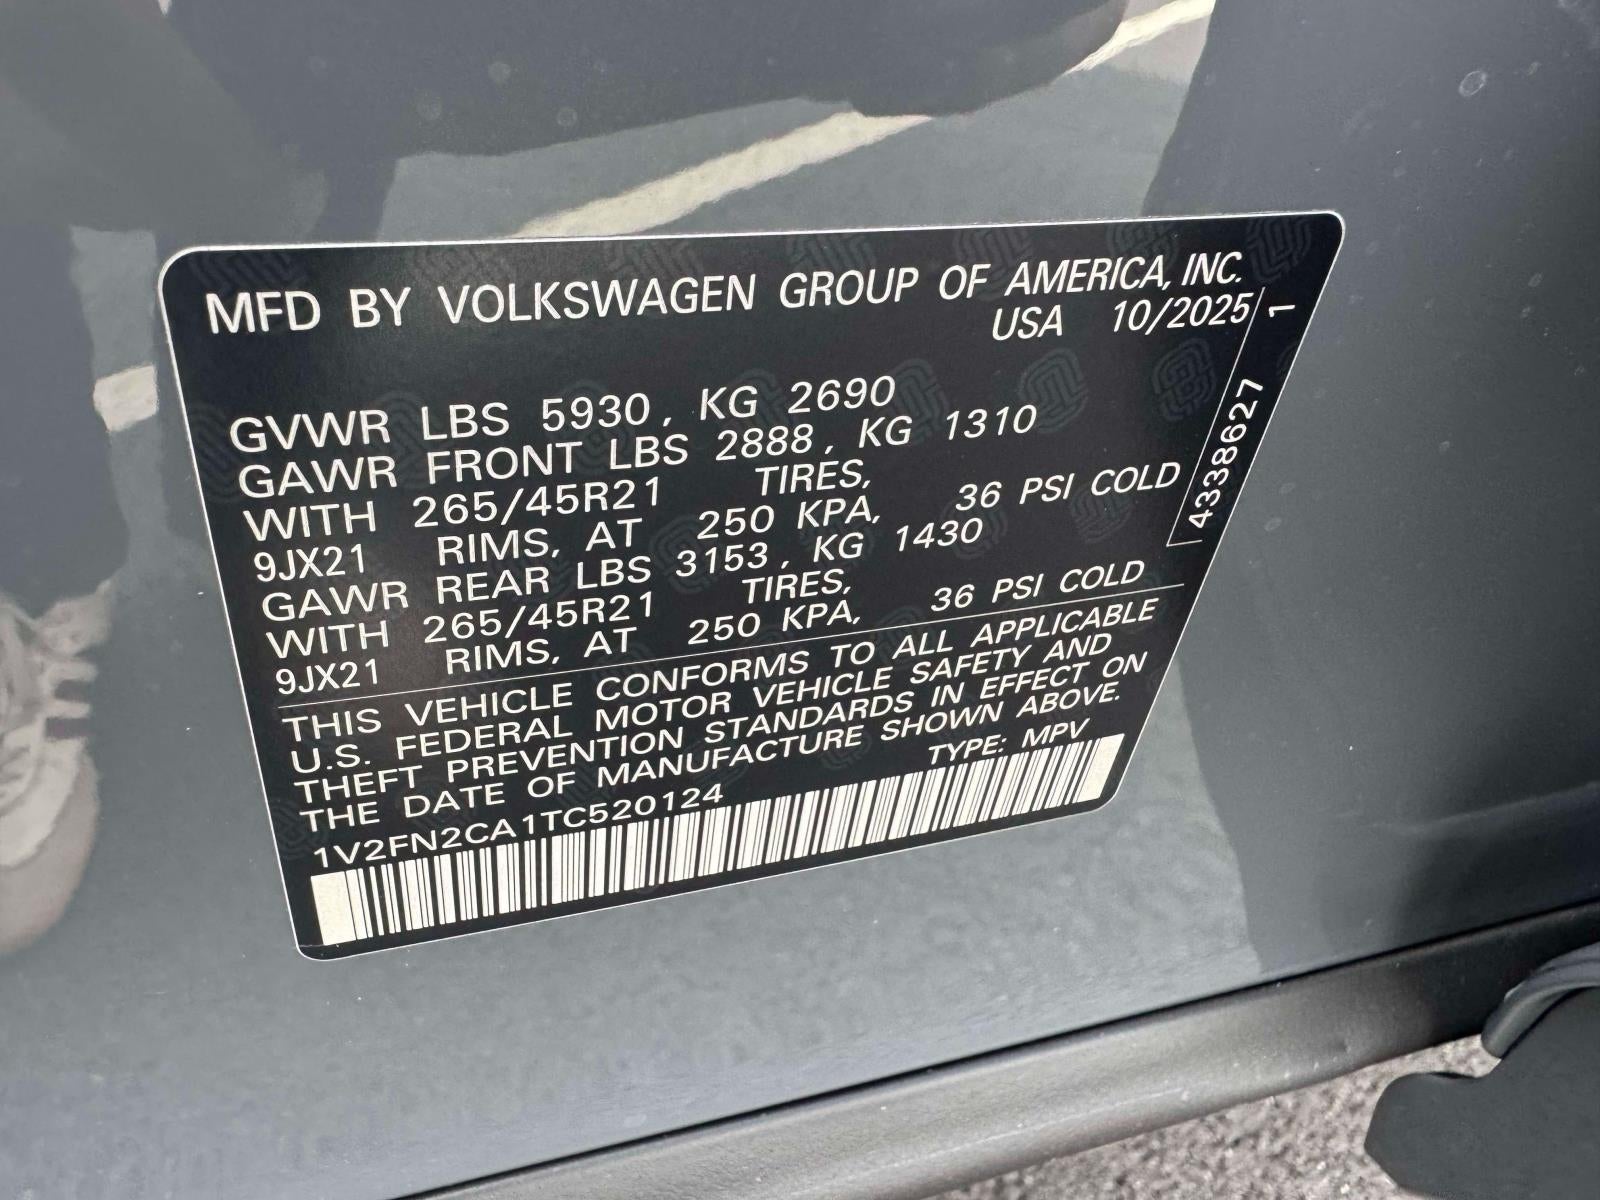 MFD BY VOLKSWAGEN GROUP OF AMERICA, INC.
USA 10/2025
GVWR LBS 5930, KG 2690
GAWR FRONT LBS 2888, KG 1310
WITH 265/45R21 TIRES,
9JX21 RIMS, AT 250 KPA, 36 PSI COLD
GAWR REAR LBS 3153, KG 1430
WITH 265/45R21 TIRES,
9JX21 RIMS, AT 250 KPA, 36 PSI COLD
THIS VEHICLE CONFORMS TO ALL APPLICABLE
U.S. FEDERAL MOTOR VEHICLE SAFETY AND
THEFT PREVENTION STANDARDS IN EFFECT ON
THE DATE OF MANUFACTURE SHOWN ABOVE.
TYPE: MPV
1V2FN2CA1TC520124
4338627 1